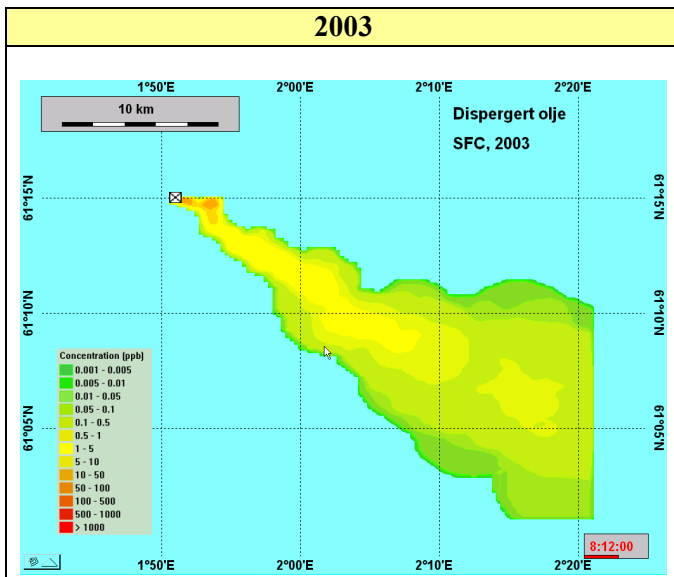 2003
1°50'E 2°00'E 2°10'E 2°20'E
10 km
Dispergert olje
SFC, 2003
61°15'N 61°15'N
61°10'N 61°10'N
Concentration (ppb)
0.001 - 0.005
0.005 - 0.01
0.01 - 0.05
0.05 - 0.1
0.1 - 0.5
0.5 - 1
1 - 5
5 - 10
10 - 50
50 - 100
100 - 500
500 - 1000
> 1000
61°05'N 61°05'N
8:12:00
1°50'E 2°00'E 2°10'E 2°20'E